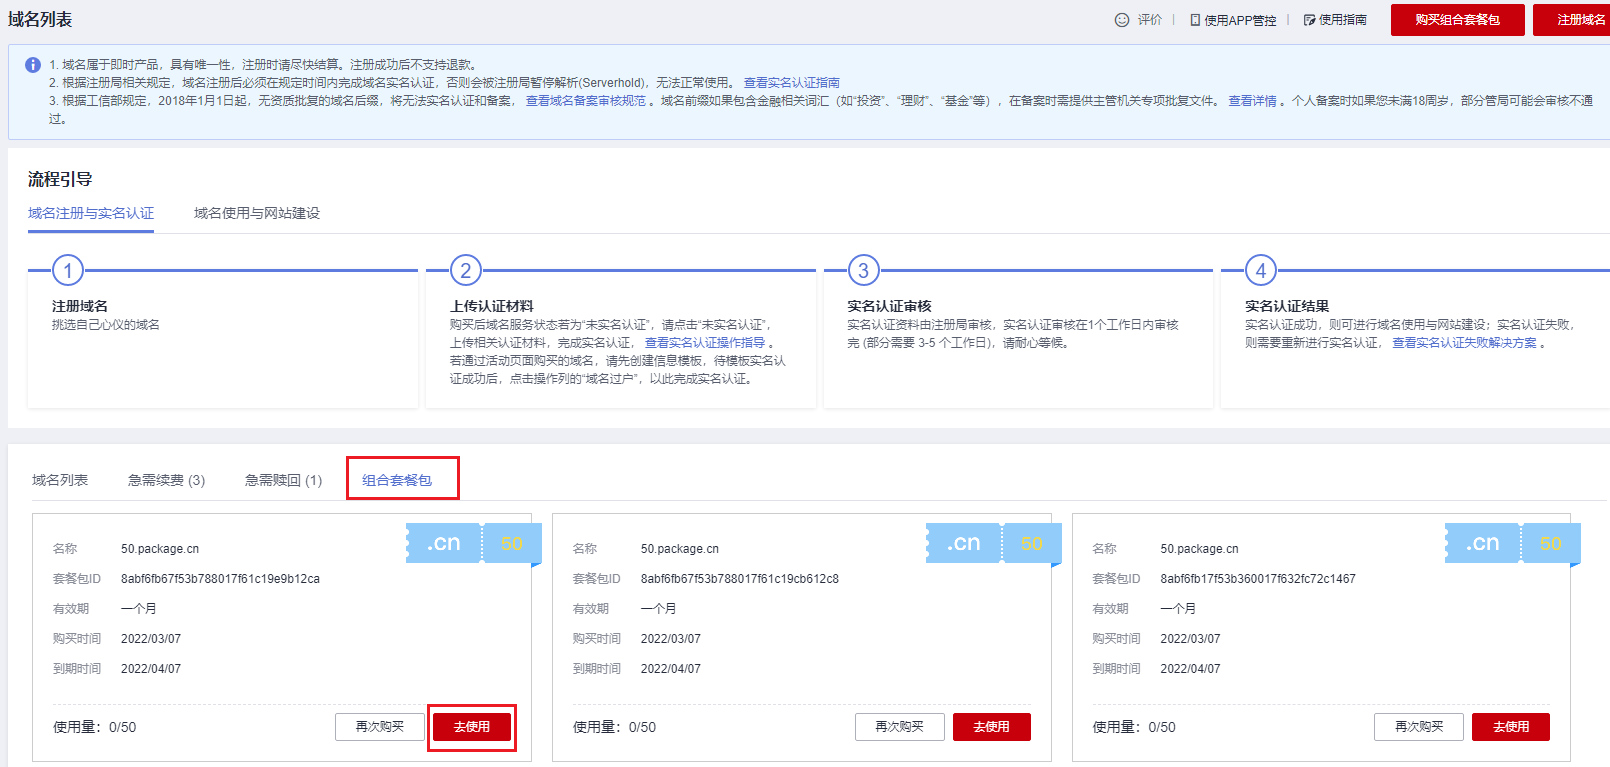 域名列表
评价
使用APP管控
使用指南
购买组合套餐包
注册域名
1. 域名属于即时产品，具有唯一性，注册时请尽快结算。注册成功后不支持退款。
2. 根据注册局相关规定，域名注册后必须在规定时间内完成域名实名认证，否则会被注册局暂停解析(Serverhold)，无法正常使用。 查看实名认证指南
3. 根据工信部规定，2018年1月1日起，无资质批复的域名后缀，将无法实名认证和备案， 查看域名备案审核规范 。域名前缀如果包含金融相关词汇（如“投资”、“理财”、“基金”等），在备案时需提供主管机关专项批复文件。 查看详情 。个人备案时如果您未满18周岁，部分管局可能会审核不通
过。
流程引导
域名注册与实名认证
域名使用与网站建设
1
注册域名
挑选自己心仪的域名
2
上传认证材料
购买后域名服务状态若为“未实名认证”，请点击“未实名认证”，
上传相关认证材料，完成实名认证， 查看实名认证操作指导 。
若通过活动页面购买的域名，请先创建信息模板，待模板实名认
证成功后，点击操作列的“域名过户”，以此完成实名认证。
3
实名认证审核
实名认证资料由注册局审核，实名认证审核在1个工作日内审核
完 (部分需要 3-5 个工作日)，请耐心等候。
4
实名认证结果
实名认证成功，则可进行域名使用与网站建设；实名认证失败，
则需要重新进行实名认证， 查看实名认证失败解决方案 。
域名列表
急需续费 (3)
急需赎回 (1)
组合套餐包
.cn 50
名称 50.package.cn
套餐包ID 8abf6fb67f53b788017f61c19e9b12ca
有效期 一个月
购买时间 2022/03/07
到期时间 2022/04/07
使用量：0/50
再次购买
去使用
.cn 50
名称 50.package.cn
套餐包ID 8abf6fb67f53b788017f61c19cb612c8
有效期 一个月
购买时间 2022/03/07
到期时间 2022/04/07
使用量：0/50
再次购买
去使用
.cn 50
名称 50.package.cn
套餐包ID 8abf6fb17f53b360017f632fc72c1467
有效期 一个月
购买时间 2022/03/07
到期时间 2022/04/07
使用量：0/50
再次购买
去使用